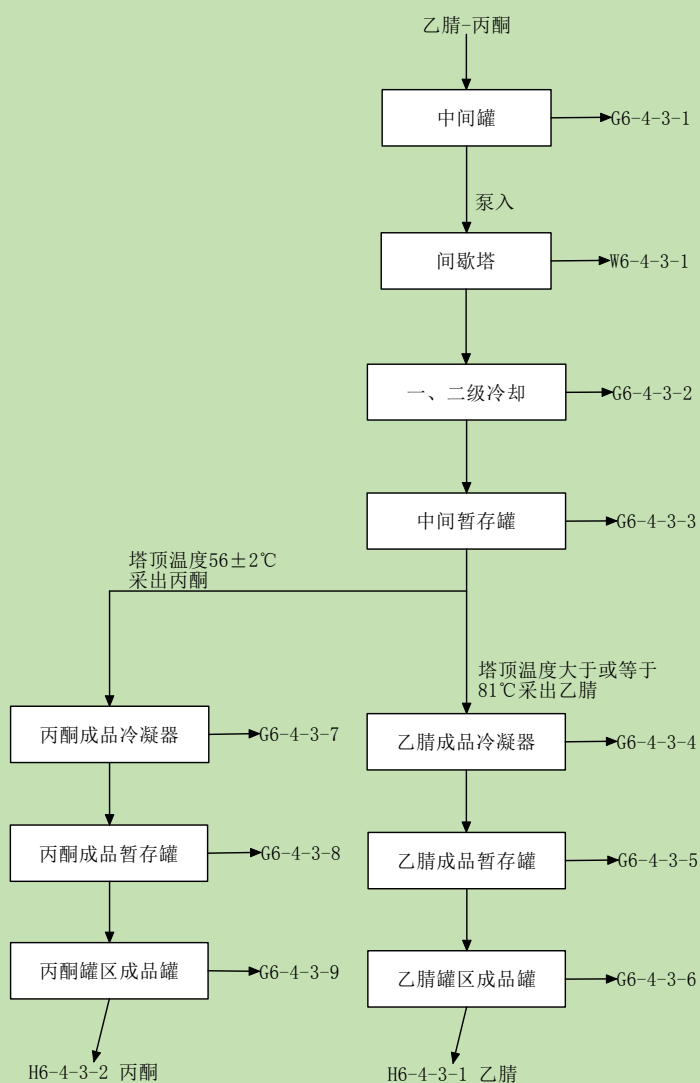 乙腈-丙酮
中间罐
G6-4-3-1
泵入
间歇塔
W6-4-3-1
一、二级冷却
G6-4-3-2
中间暂存罐
G6-4-3-3
塔顶温度56±2℃
采出丙酮
塔顶温度大于或等于
81℃采出乙腈
丙酮成品冷凝器
G6-4-3-7
乙腈成品冷凝器
G6-4-3-4
丙酮成品暂存罐
G6-4-3-8
乙腈成品暂存罐
G6-4-3-5
丙酮罐区成品罐
G6-4-3-9
乙腈罐区成品罐
G6-4-3-6
H6-4-3-2 丙酮
H6-4-3-1 乙腈